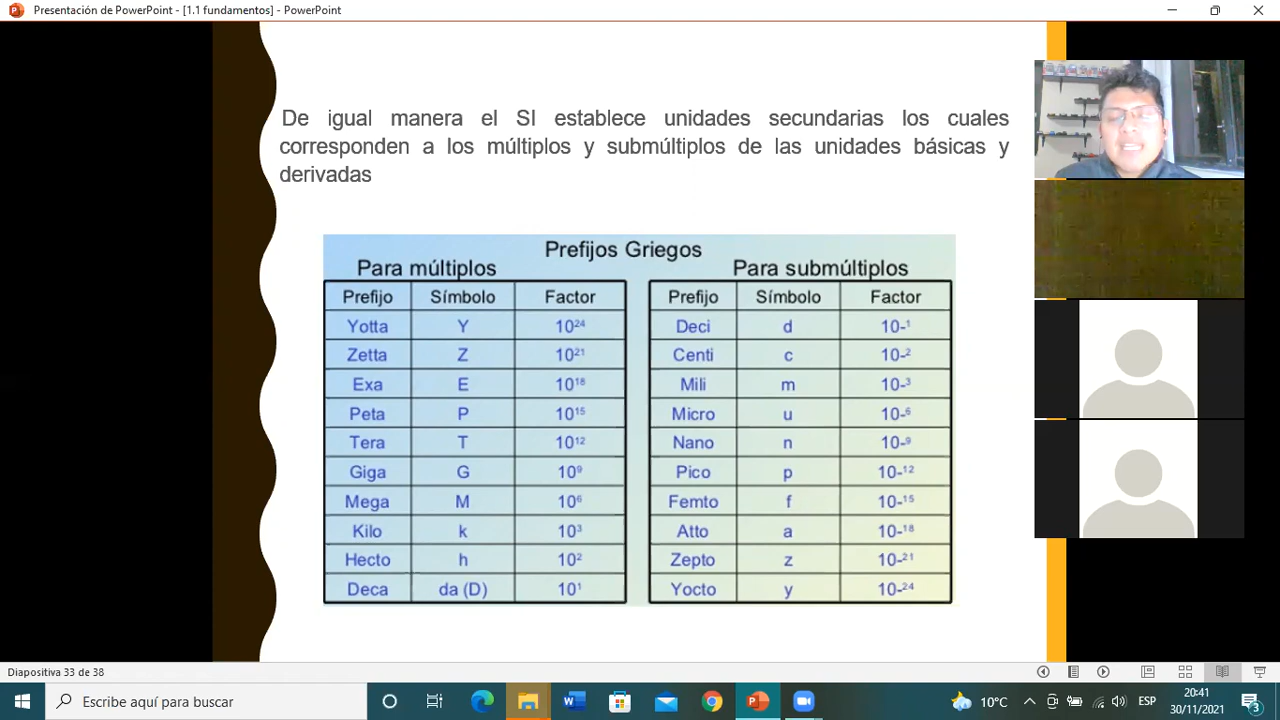 Presentación de PowerPoint - [1.1 fundamentos] - PowerPoint
De igual manera el SI establece unidades secundarias los cuales
corresponden a los múltiplos y submúltiplos de las unidades básicas y
derivadas
Prefijos Griegos
Para múltiplos Para submúltiplos
Prefijo Símbolo Factor Prefijo Símbolo Factor
Yotta Y 10²⁴ Deci d 10-¹
Zetta Z 10²¹ Centi c 10-²
Exa E 10¹⁸ Mili m 10-³
Peta P 10¹⁵ Micro u 10-⁶
Tera T 10¹² Nano n 10-⁹
Giga G 10⁹ Pico p 10-¹²
Mega M 10⁶ Femto f 10-¹⁵
Kilo k 10³ Atto a 10-¹⁸
Hecto h 10² Zepto z 10-²¹
Deca da (D) 10¹ Yocto y 10-²⁴
Diapositiva 33 de 38
Escribe aquí para buscar
10°C
ESP
20:41
30/11/2021
3